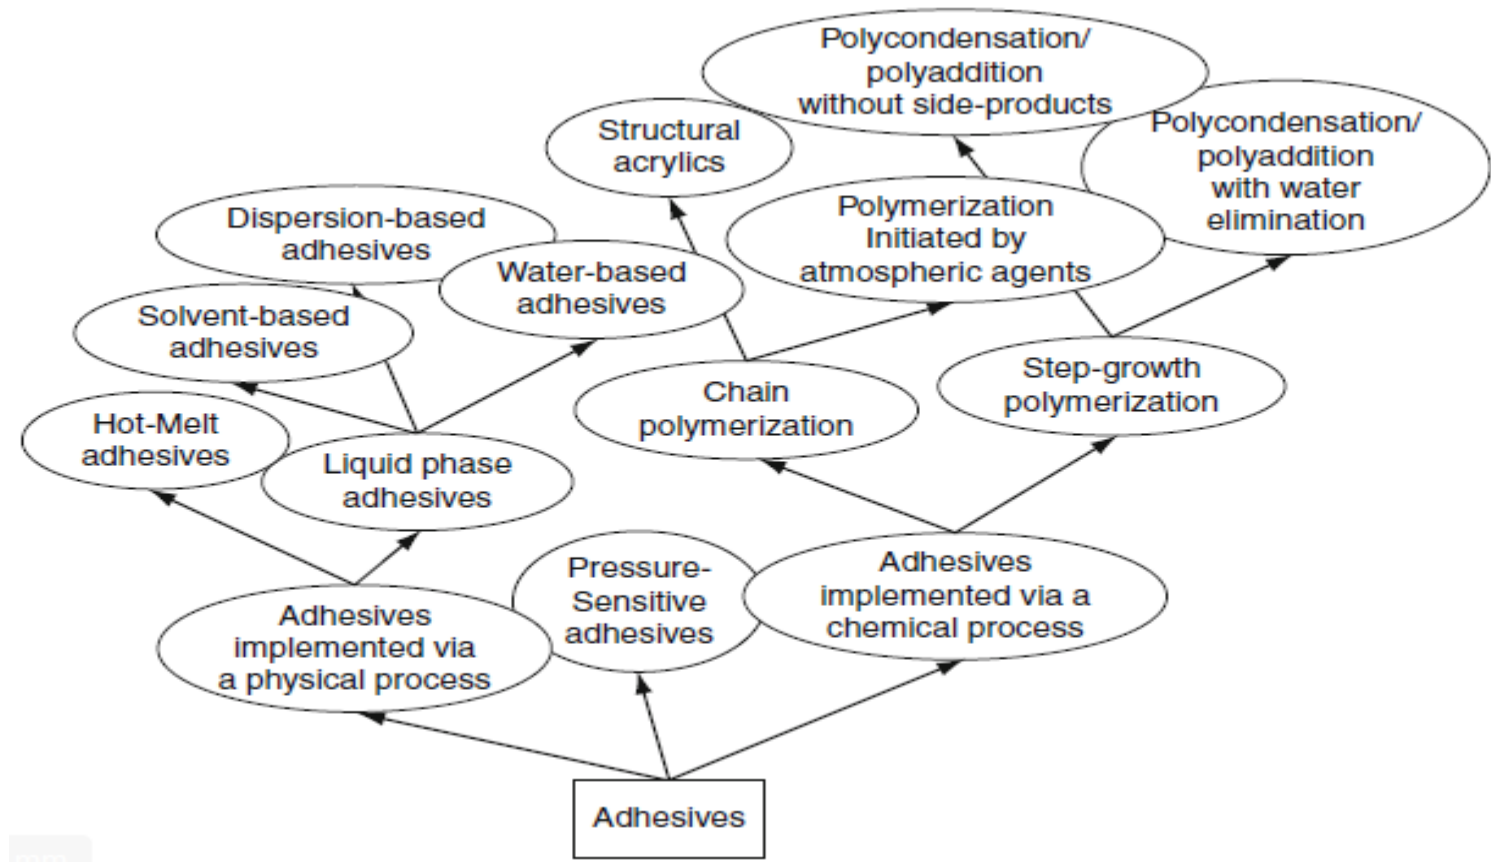 Polycondensation/
polyaddition
without side-products
Polycondensation/
polyaddition
with water
elimination
Structural
acrylics
Polymerization
Initiated by
atmospheric agents
Dispersion-based
adhesives
Water-based
adhesives
Solvent-based
adhesives
Step-growth
polymerization
Chain
polymerization
Hot-Melt
adhesives
Liquid phase
adhesives
Adhesives
implemented via a
chemical process
Pressure-
Sensitive
adhesives
Adhesives
implemented via
a physical process
Adhesives